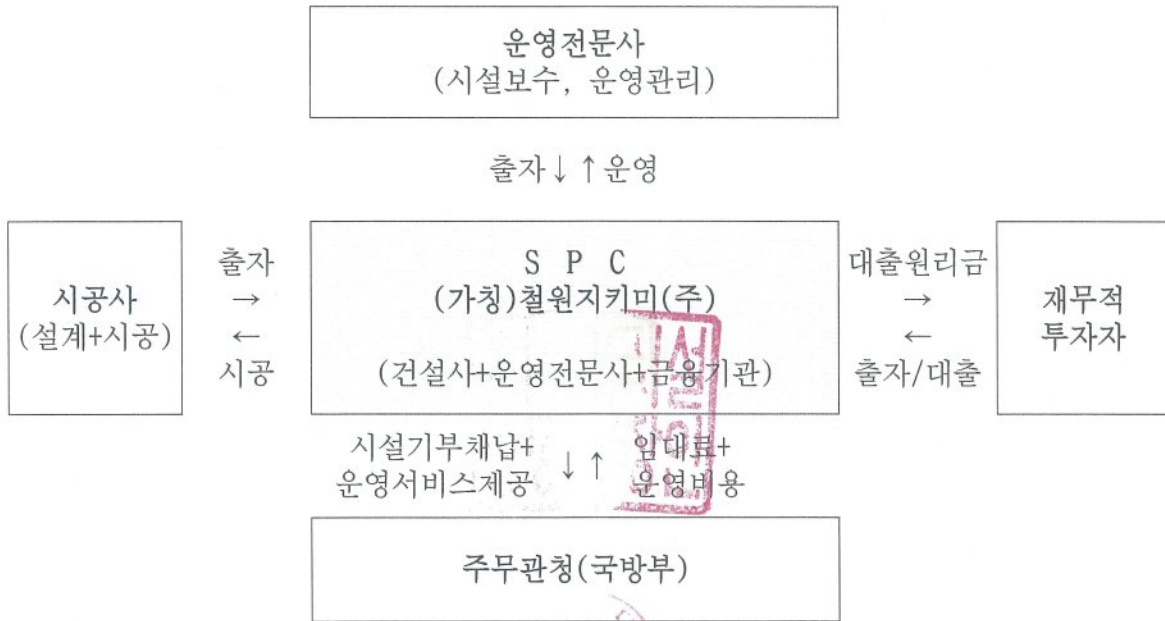 운영전문사
(시설보수, 운영관리)
출자↓ ↑운영
시공사
(설계+시공)
출자
→
←
시공
S P C
(가칭)철원지키미(주)
(건설사+운영전문사+금융기관)
대출원리금
→
←
출자/대출
재무적
투자자
시설기부채납+
운영서비스제공
↓ ↑
임대료+
운영비용
주무관청(국방부)